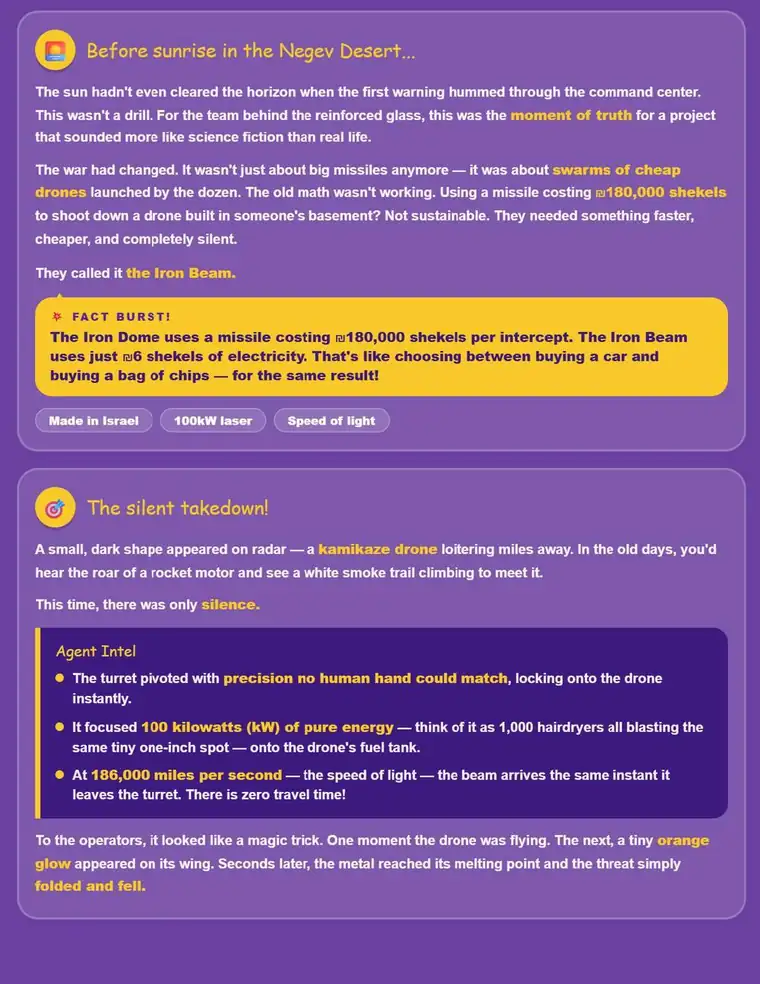 Before sunrise in the Negev Desert...
The sun hadn't even cleared the horizon when the first warning hummed through the command center.
This wasn't a drill. For the team behind the reinforced glass, this was the moment of truth for a project
that sounded more like science fiction than real life.
The war had changed. It wasn't just about big missiles anymore — it was about swarms of cheap
drones launched by the dozen. The old math wasn't working. Using a missile costing ₪180,000 shekels
to shoot down a drone built in someone's basement? Not sustainable. They needed something faster,
cheaper, and completely silent.
They called it the Iron Beam.
FACT BURST!
The Iron Dome uses a missile costing ₪180,000 shekels per intercept. The Iron Beam
uses just ₪6 shekels of electricity. That's like choosing between buying a car and
buying a bag of chips — for the same result!
Made in Israel
100kW laser
Speed of light
The silent takedown!
A small, dark shape appeared on radar — a kamikaze drone loitering miles away. In the old days, you'd
hear the roar of a rocket motor and see a white smoke trail climbing to meet it.
This time, there was only silence.
Agent Intel
The turret pivoted with precision no human hand could match, locking onto the drone
instantly.
It focused 100 kilowatts (kW) of pure energy — think of it as 1,000 hairdryers all blasting the
same tiny one-inch spot — onto the drone's fuel tank.
At 186,000 miles per second — the speed of light — the beam arrives the same instant it
leaves the turret. There is zero travel time!
To the operators, it looked like a magic trick. One moment the drone was flying. The next, a tiny orange
glow appeared on its wing. Seconds later, the metal reached its melting point and the threat simply
folded and fell.